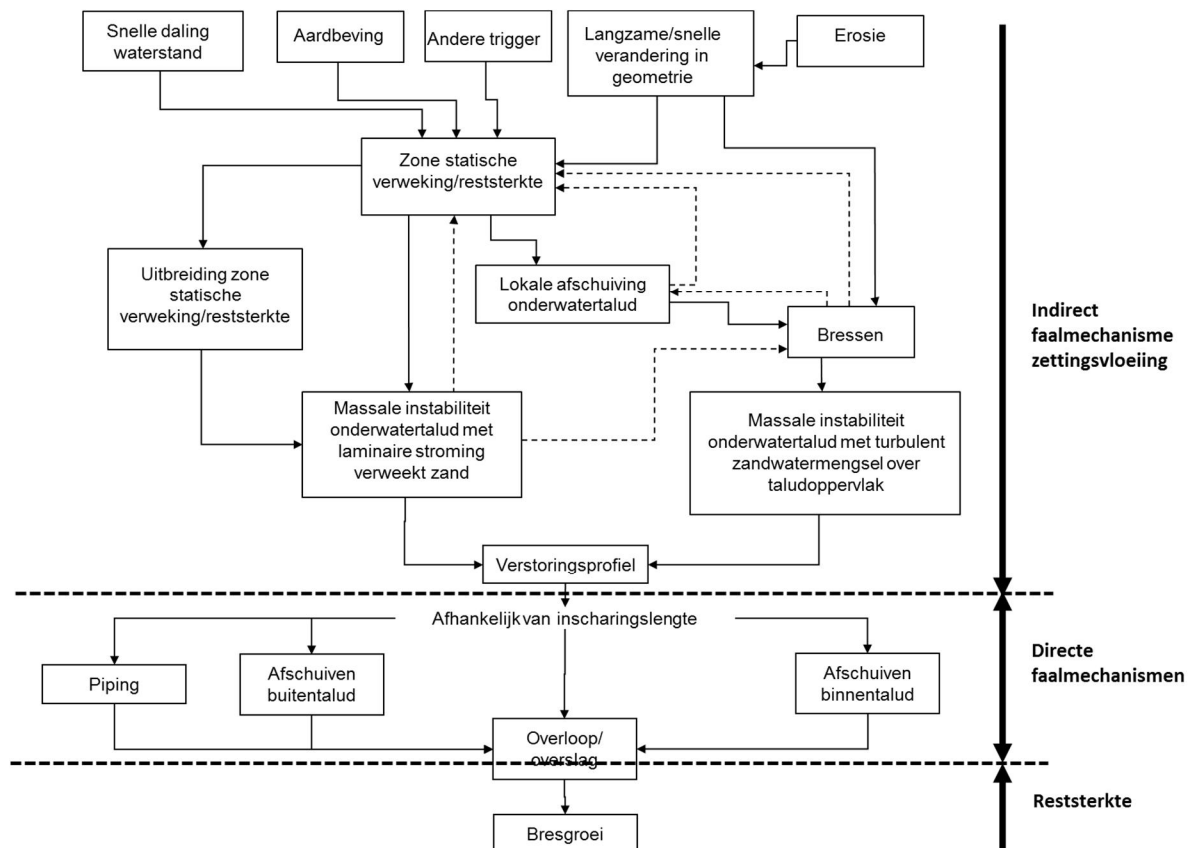 Snelle daling
waterstand
Aardbeving
Andere trigger
Langzame/snelle
verandering in
geometrie
Erosie
Zone statische
verweking/reststerkte
Uitbreiding zone
statische
verweking/reststerkte
Lokale afschuiving
onderwatertalud
Bressen
Indirect
faalmechanisme
zettingsvloeiing
Massale instabiliteit
onderwatertalud met
laminaire stroming
verweekt zand
Massale instabiliteit
onderwatertalud met turbulent
zandwatermengsel over
taludoppervlak
Verstoringsprofiel
Afhankelijk van inscharingslengte
Piping
Afschuiven
buitentalud
Afschuiven
binnentalud
Directe
faalmechanismen
Overloop/
overslag
Reststerkte
Bresgroei